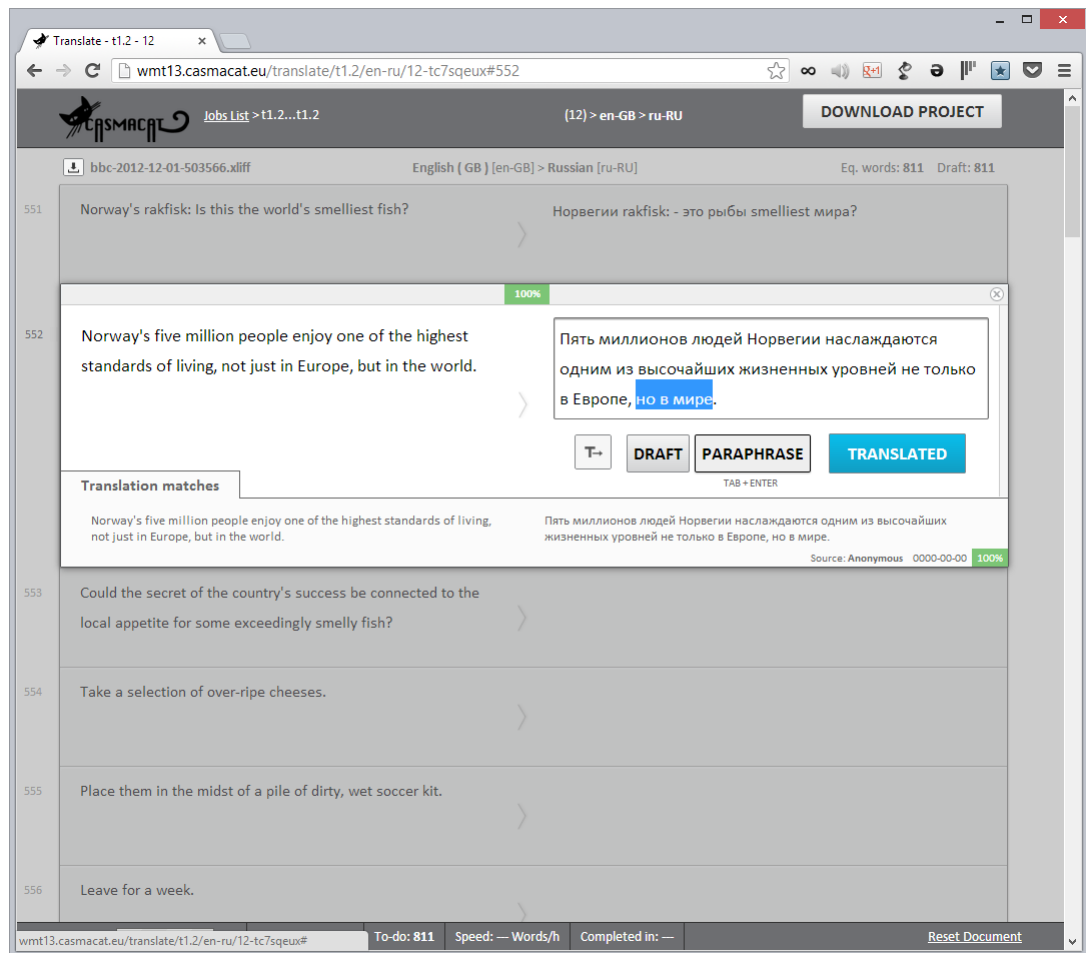 Translate - t1.2 - 12
wmt13.casmacat.eu/translate/t1.2/en-ru/12-tc7sqeux#552
CASMACAT
Jobs List > t1.2...t1.2
(12) > en-GB > ru-RU
DOWNLOAD PROJECT
bbc-2012-12-01-503566.xliff
English ( GB ) [en-GB] > Russian [ru-RU]
Eq. words: 811 Draft: 811
551
Norway's rakfisk: Is this the world's smelliest fish?
Норвегии rakfisk: - это рыбы smelliest мира?
100%
552
Norway's five million people enjoy one of the highest
standards of living, not just in Europe, but in the world.
Пять миллионов людей Норвегии наслаждаются
одним из высочайших жизненных уровней не только
в Европе, но в мире.
T→
DRAFT
PARAPHRASE
TRANSLATED
TAB + ENTER
Translation matches
Norway's five million people enjoy one of the highest standards of living,
not just in Europe, but in the world.
Пять миллионов людей Норвегии наслаждаются одним из высочайших
жизненных уровней не только в Европе, но в мире.
Source: Anonymous 0000-00-00 100%
553
Could the secret of the country's success be connected to the
local appetite for some exceedingly smelly fish?
554
Take a selection of over-ripe cheeses.
555
Place them in the midst of a pile of dirty, wet soccer kit.
556
Leave for a week.
wmt13.casmacat.eu/translate/t1.2/en-ru/12-tc7sqeux#
To-do: 811
Speed: — Words/h
Completed in: —
Reset Document